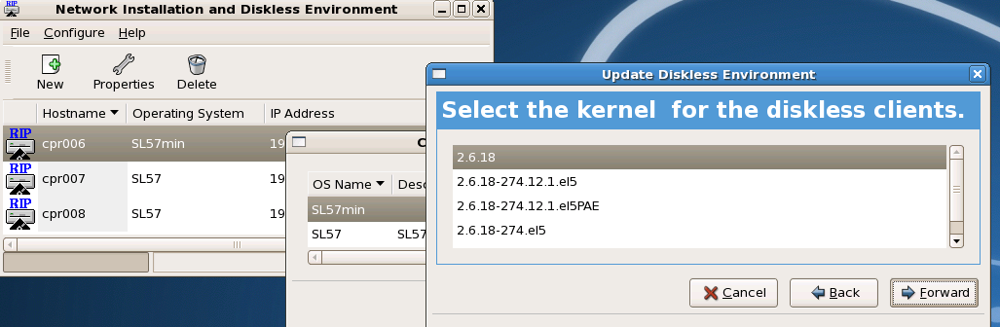 Network Installation and Diskless Environment
File Configure Help
New Properties Delete
Hostname Operating System IP Address
RIP cpr006 SL57min 19
RIP cpr007 SL57 19
RIP cpr008 SL57 19
OS Name Desc
SL57min
SL57 SL57
Update Diskless Environment
Select the kernel for the diskless clients.
2.6.18
2.6.18-274.12.1.el5
2.6.18-274.12.1.el5PAE
2.6.18-274.el5
Cancel Back Forward